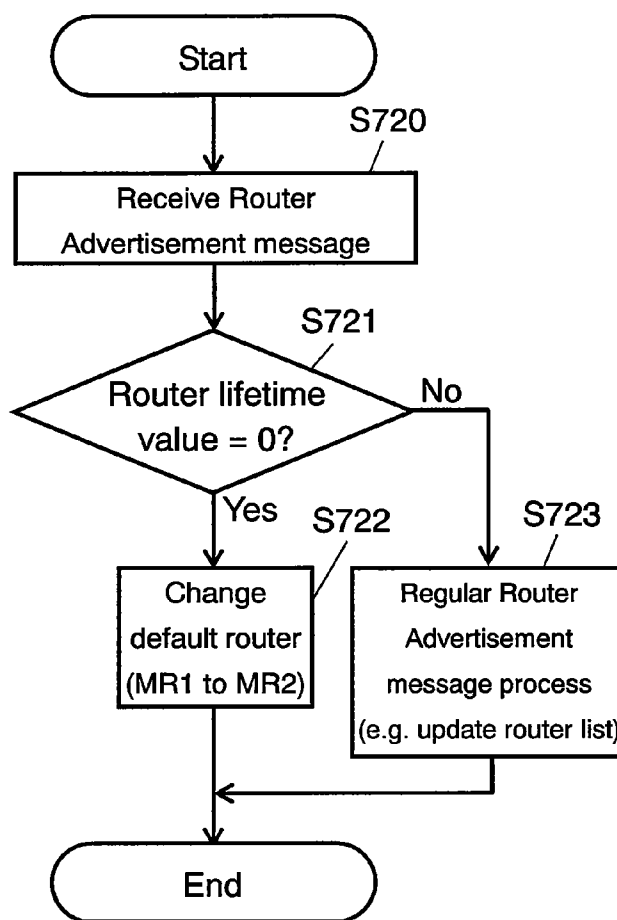 Start
S720
Receive Router
Advertisement message
S721
Router lifetime
value = 0?
No
Yes
S722
Change
default router
(MR1 to MR2)
S723
Regular Router
Advertisement
message process
(e.g. update router list)
End